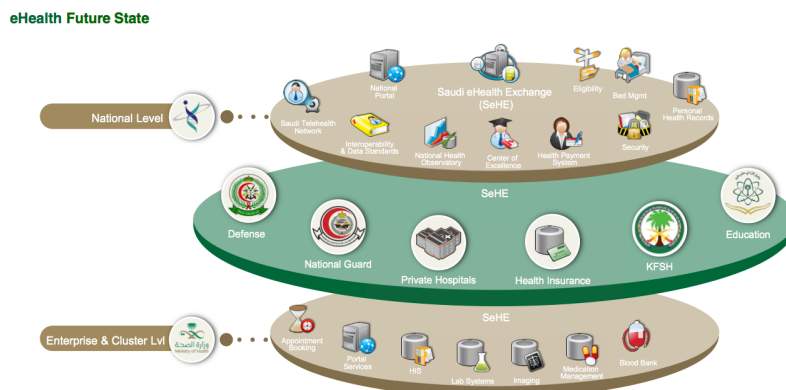 eHealth Future State
National Level
National
Portal
Saudi eHealth Exchange
(SeHE)
Eligibility
Bed Mgmt
Personal
Health Records
Saudi Telehealth
Network
Interoperability
& Data Standards
National Health
Observatory
Center of
Excellence
Health Payment
System
Security
SeHE
Defense
National Guard
Private Hospitals
Health Insurance
KFSH
Education
Enterprise & Cluster Lvl
وزارة الصحة
Ministry of Health
SeHE
Appointment
Booking
Portal
Services
HIS
Lab Systems
Imaging
Medication
Management
Blood Bank